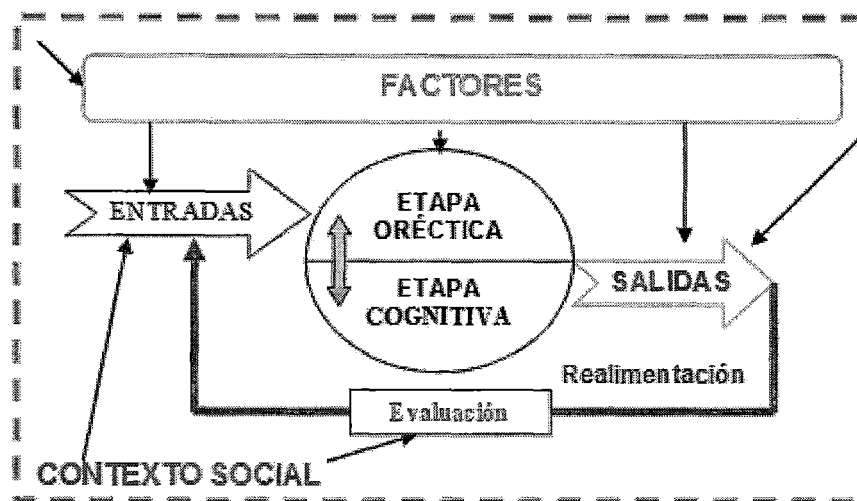 FACTORES
ENTRADAS
ETAPA
ORÉCTICA
ETAPA
COGNITIVA
SALIDAS
Realimentación
Evaluación
CONTEXTO SOCIAL